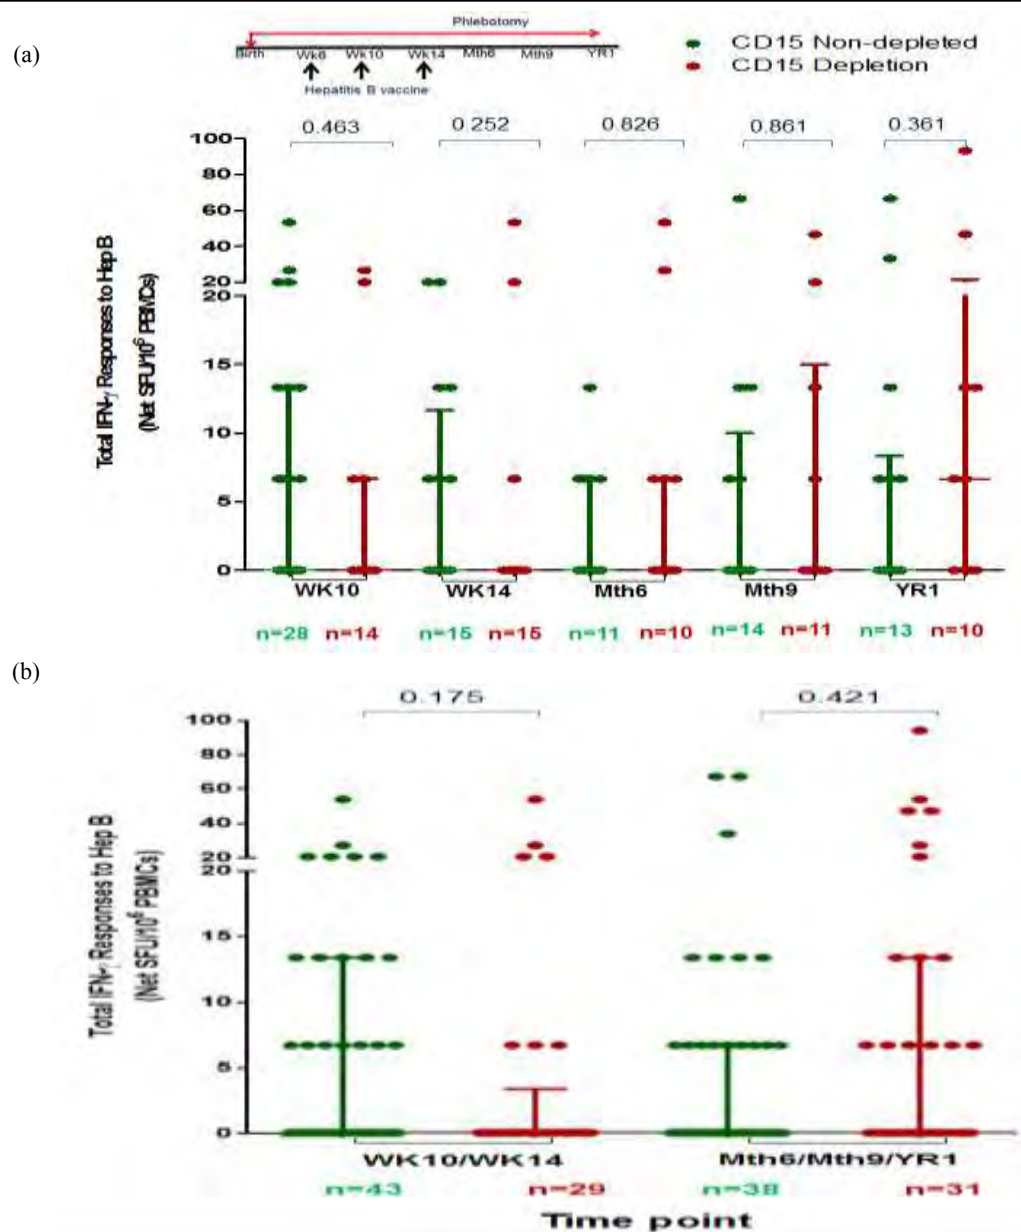 (a)
Phlebotomy
Birth Wk6 Wk10 Wk14 Mth6 Mth9 YR1
Hepatitis B vaccine
CD15 Non-depleted
CD15 Depletion
0.463 0.252 0.826 0.861 0.361
100
80
60
40
20
20
15
10
5
0
Total IFN-γ Responses to Hep B
(Net SFU/10⁶ PBMCs)
WK10 WK14 Mth6 Mth9 YR1
n=28 n=14 n=15 n=15 n=11 n=10 n=14 n=11 n=13 n=10
(b)
0.175 0.421
100
80
60
40
20
20
15
10
5
0
Total IFN-γ Responses to Hep B
(Net SFU/10⁶ PBMCs)
WK10/WK14 Mth6/Mth9/YR1
n=43 n=29 n=38 n=31
Time point